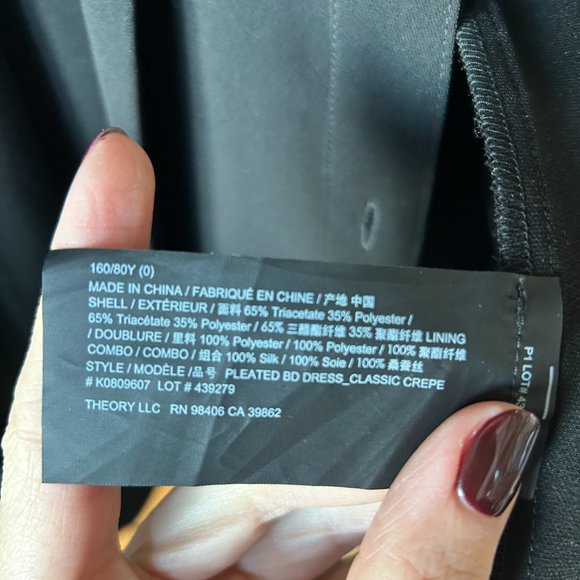 160/80Y (0)
MADE IN CHINA / FABRIQUÉ EN CHINE / 产地 中国
SHELL / EXTÉRIEUR / 面料 65% Triacetate 35% Polyester /
65% Triacétate 35% Polyester / 65% 三醋酯纤维 35% 聚酯纤维 LINING
/ DOUBLURE / 里料 100% Polyester / 100% Polyester / 100% 聚酯纤维
COMBO / COMBO / 组合 100% Silk / 100% Soie / 100% 桑蚕丝
STYLE / MODÈLE / 品号 PLEATED BD DRESS_CLASSIC CREPE
# K0809607 LOT # 439279
THEORY LLC RN 98406 CA 39862
LOT#